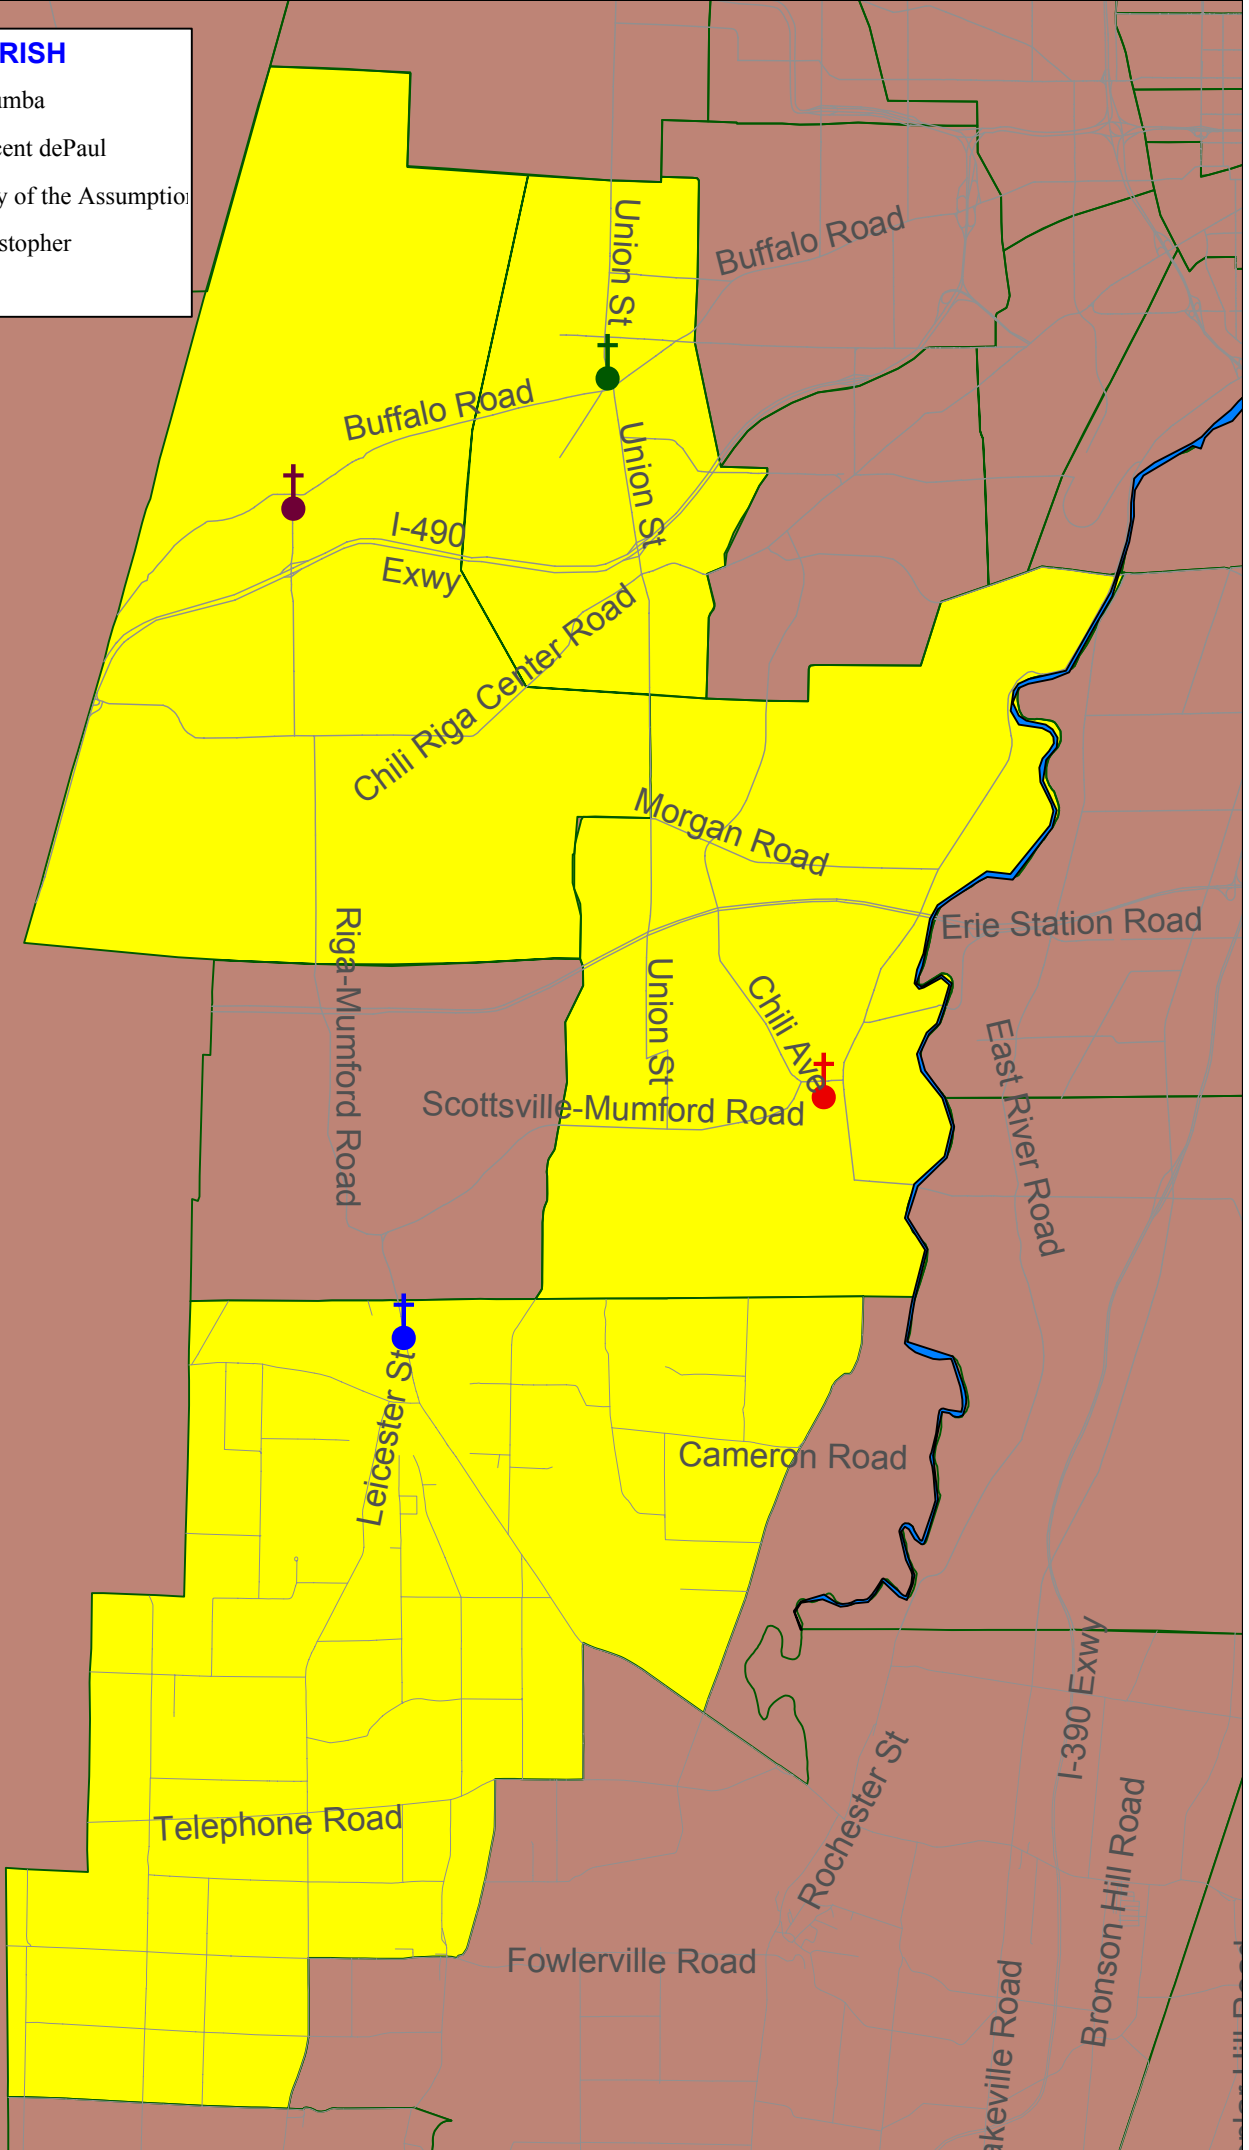 RISH
umba
cent depaul
y of the Assumption
stopher
Union St
Buffalo Road
Buffalo Road
Union St
I-490
Exwy
Chili Riga Center Road
Morgan Road
Riga-Mumford Road
Erie Station Road
Union St
Chili Ave
East River Road
Scottsville-Mumford Road
Leicester St
Cameron Road
I-390 Exwy
Rochester St
Bronson Hill Road
Telephone Road
Fowlerville Road
akeville Road